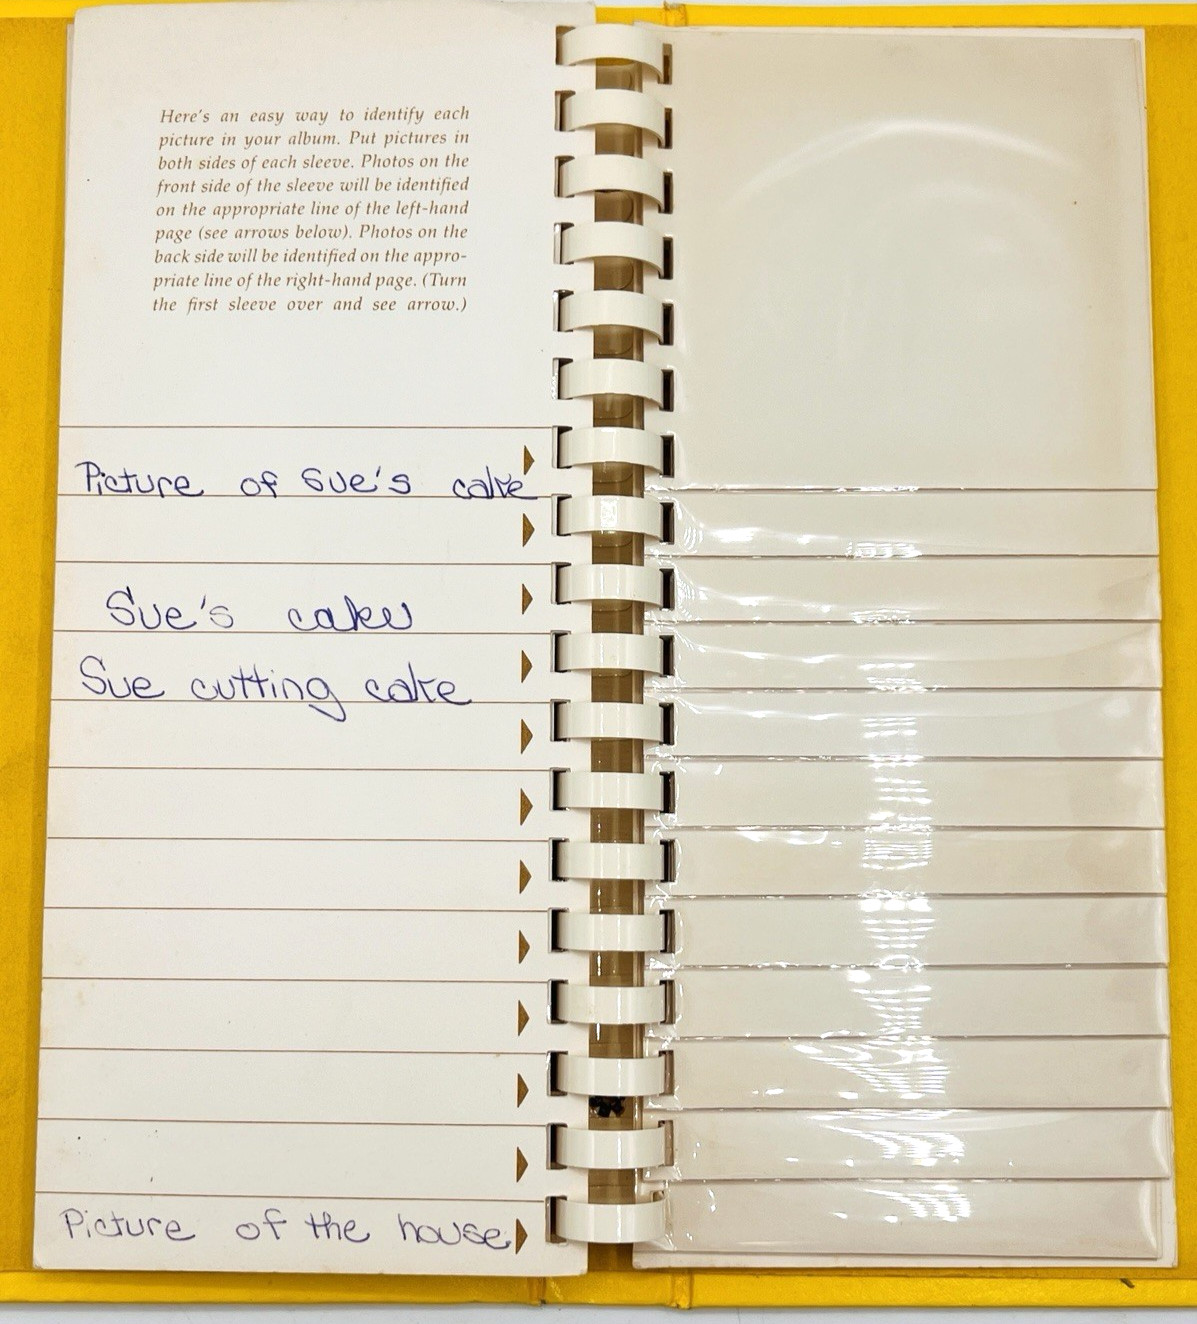 Here's an easy way to identify each
picture in your album. Put pictures in
both sides of each sleeve. Photos on the
front side of the sleeve will be identified
on the appropriate line of the left-hand
page (see arrows below). Photos on the
back side will be identified on the appro-
priate line of the right-hand page. (Turn
the first sleeve over and see arrow.)
Picture of Sue's cake
Sue's cake
Sue cutting cake
Picture of the house